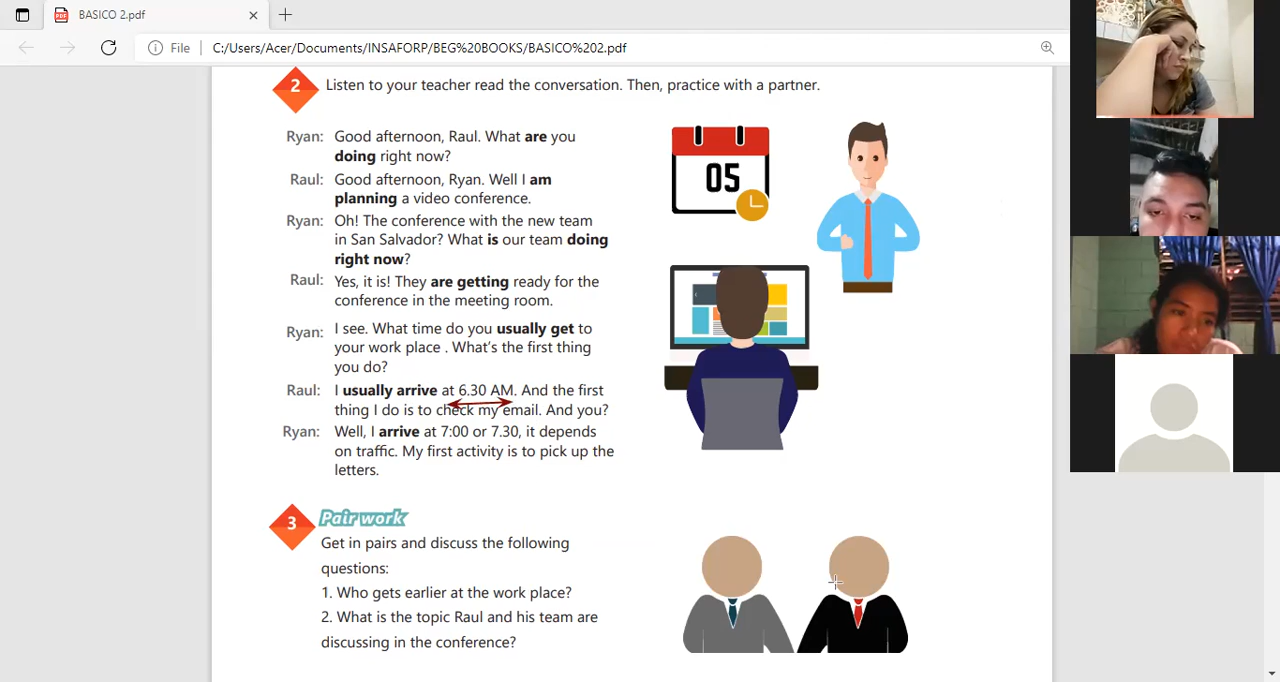 BASICO 2.pdf
File
C:/Users/Acer/Documents/INSAFORP/BEG%20BOOKS/BASICO%202.pdf
2
Listen to your teacher read the conversation. Then, practice with a partner.
Ryan: Good afternoon, Raul. What are you
doing right now?
Raul: Good afternoon, Ryan. Well I am
planning a video conference.
Ryan: Oh! The conference with the new team
in San Salvador? What is our team doing
right now?
Raul: Yes, it is! They are getting ready for the
conference in the meeting room.
Ryan: I see. What time do you usually get to
your work place . What's the first thing
you do?
Raul: I usually arrive at 6.30 AM. And the first
thing I do is to check my email. And you?
Ryan: Well, I arrive at 7:00 or 7.30, it depends
on traffic. My first activity is to pick up the
letters.
05
3
Pair work
Get in pairs and discuss the following
questions:
1. Who gets earlier at the work place?
2. What is the topic Raul and his team are
discussing in the conference?